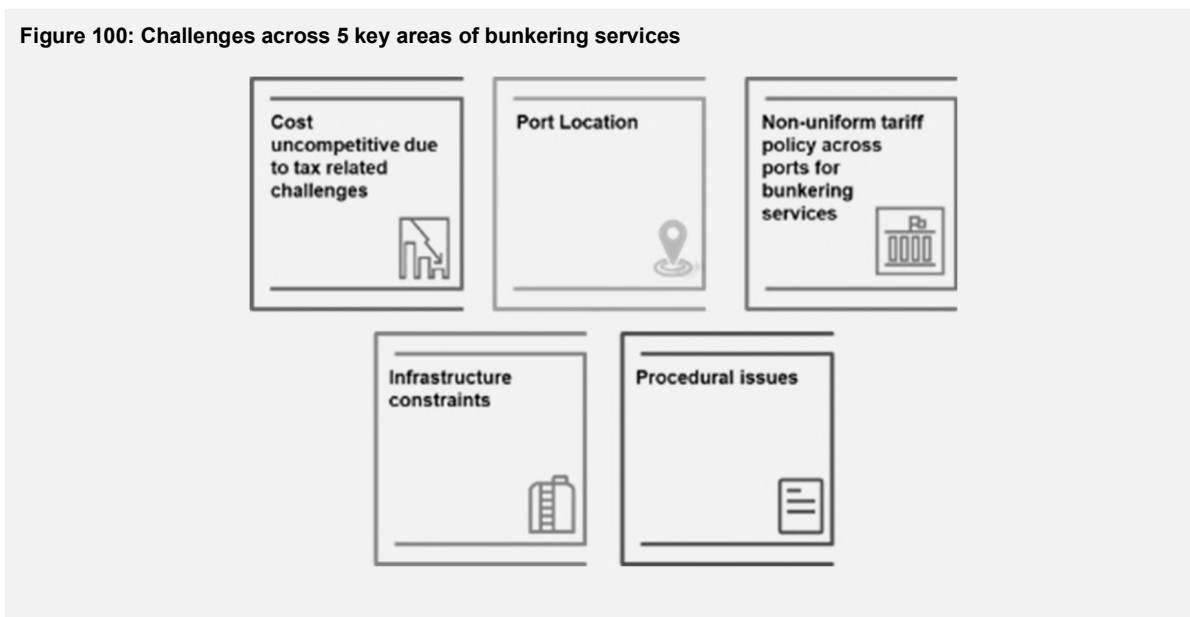 Figure 100: Challenges across 5 key areas of bunkering services
Cost
uncompetitive due
to tax related
challenges
Port Location
Non-uniform tariff
policy across
ports for
bunkering
services
Infrastructure
constraints
Procedural issues